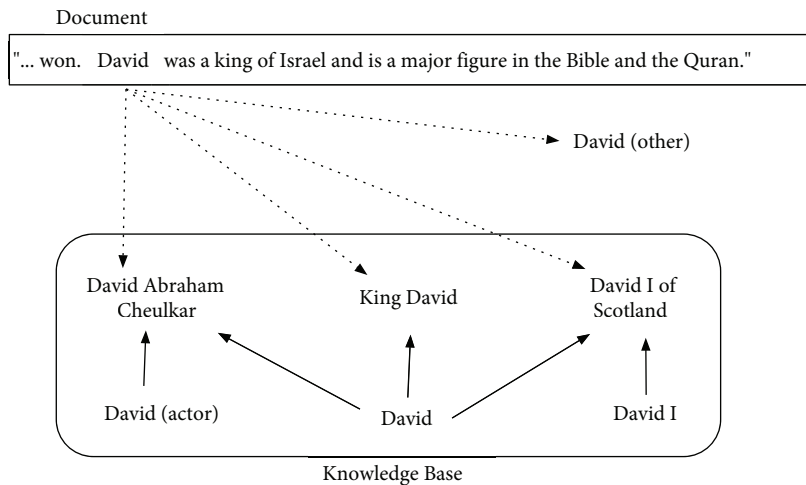 Document
"... won. David was a king of Israel and is a major figure in the Bible and the Quran."
David (other)
David Abraham
Cheulkar
King David
David I of
Scotland
David (actor)
David
David I
Knowledge Base